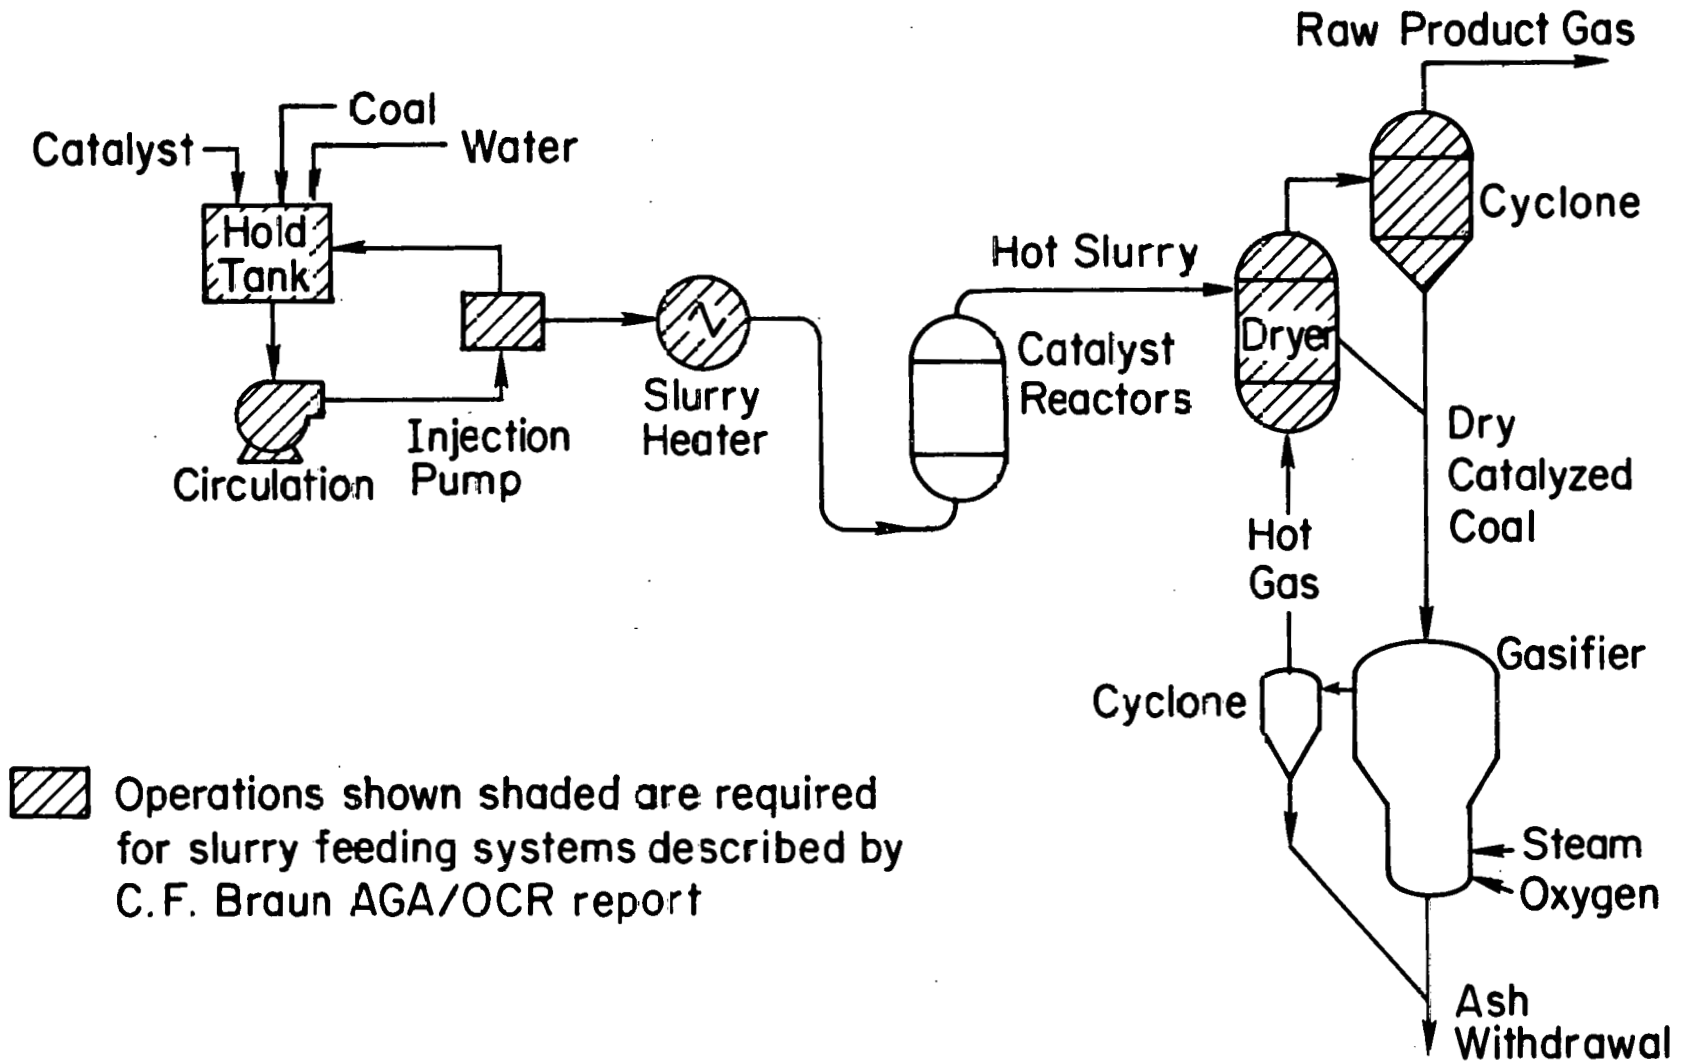 Raw Product Gas
Coal
Catalyst
Water
Hold
Tank
Cyclone
Hot Slurry
Dryer
Catalyst
Reactors
Slurry
Heater
Injection
Pump
Circulation
Dry
Catalyzed
Coal
Hot
Gas
Gasifier
Cyclone
Operations shown shaded are required
for slurry feeding systems described by
C.F. Braun AGA/OCR report
Steam
Oxygen
Ash
Withdrawal